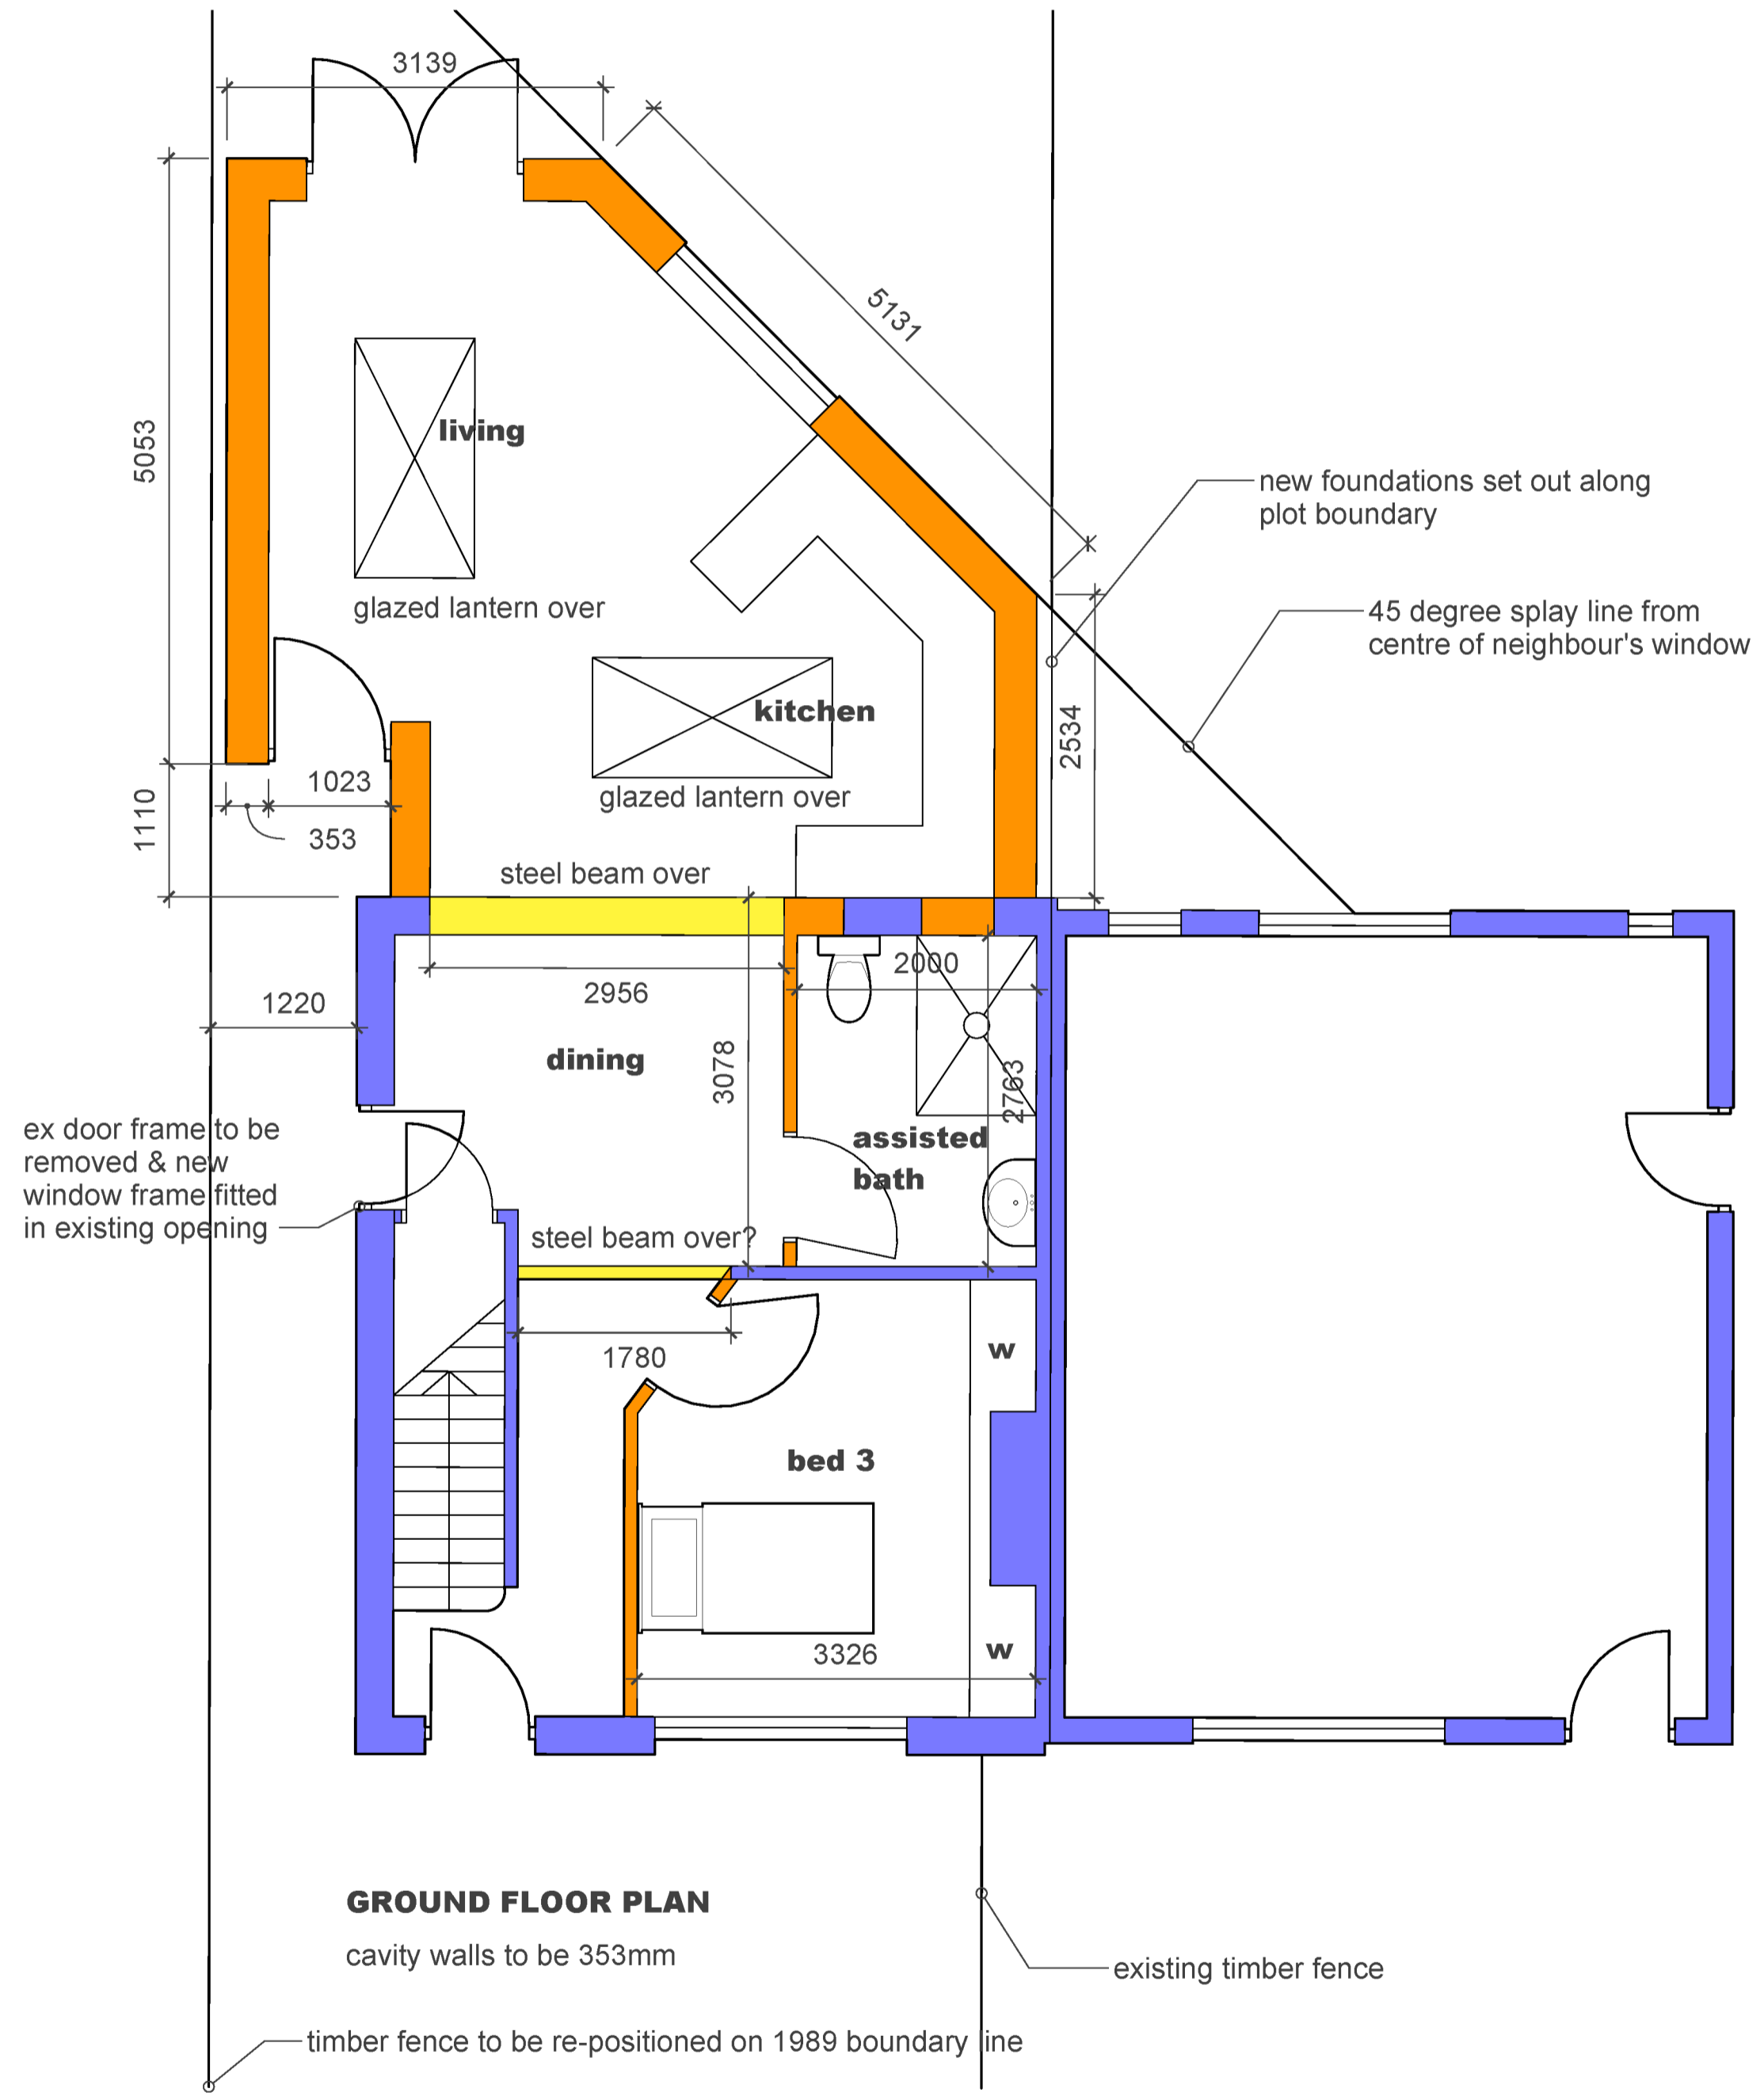 3139
5131
5053
living
new foundations set out along
plot boundary
glazed lantern over
45 degree splay line from
centre of neighbour's window
kitchen
2534
1023
glazed lantern over
1110
353
steel beam over
2000
2956
1220
dining
3078
2763
ex door frame to be
removed & new
window frame fitted
in existing opening
assisted
bath
steel beam over?
1780
w
bed 3
3326
w
GROUND FLOOR PLAN
cavity walls to be 353mm
existing timber fence
timber fence to be re-positioned on 1989 boundary line